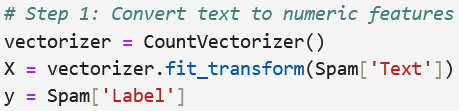 # Step 1: Convert text to numeric features
vectorizer = CountVectorizer()
X = vectorizer.fit_transform(Spam['Text'])
y = Spam['Label']